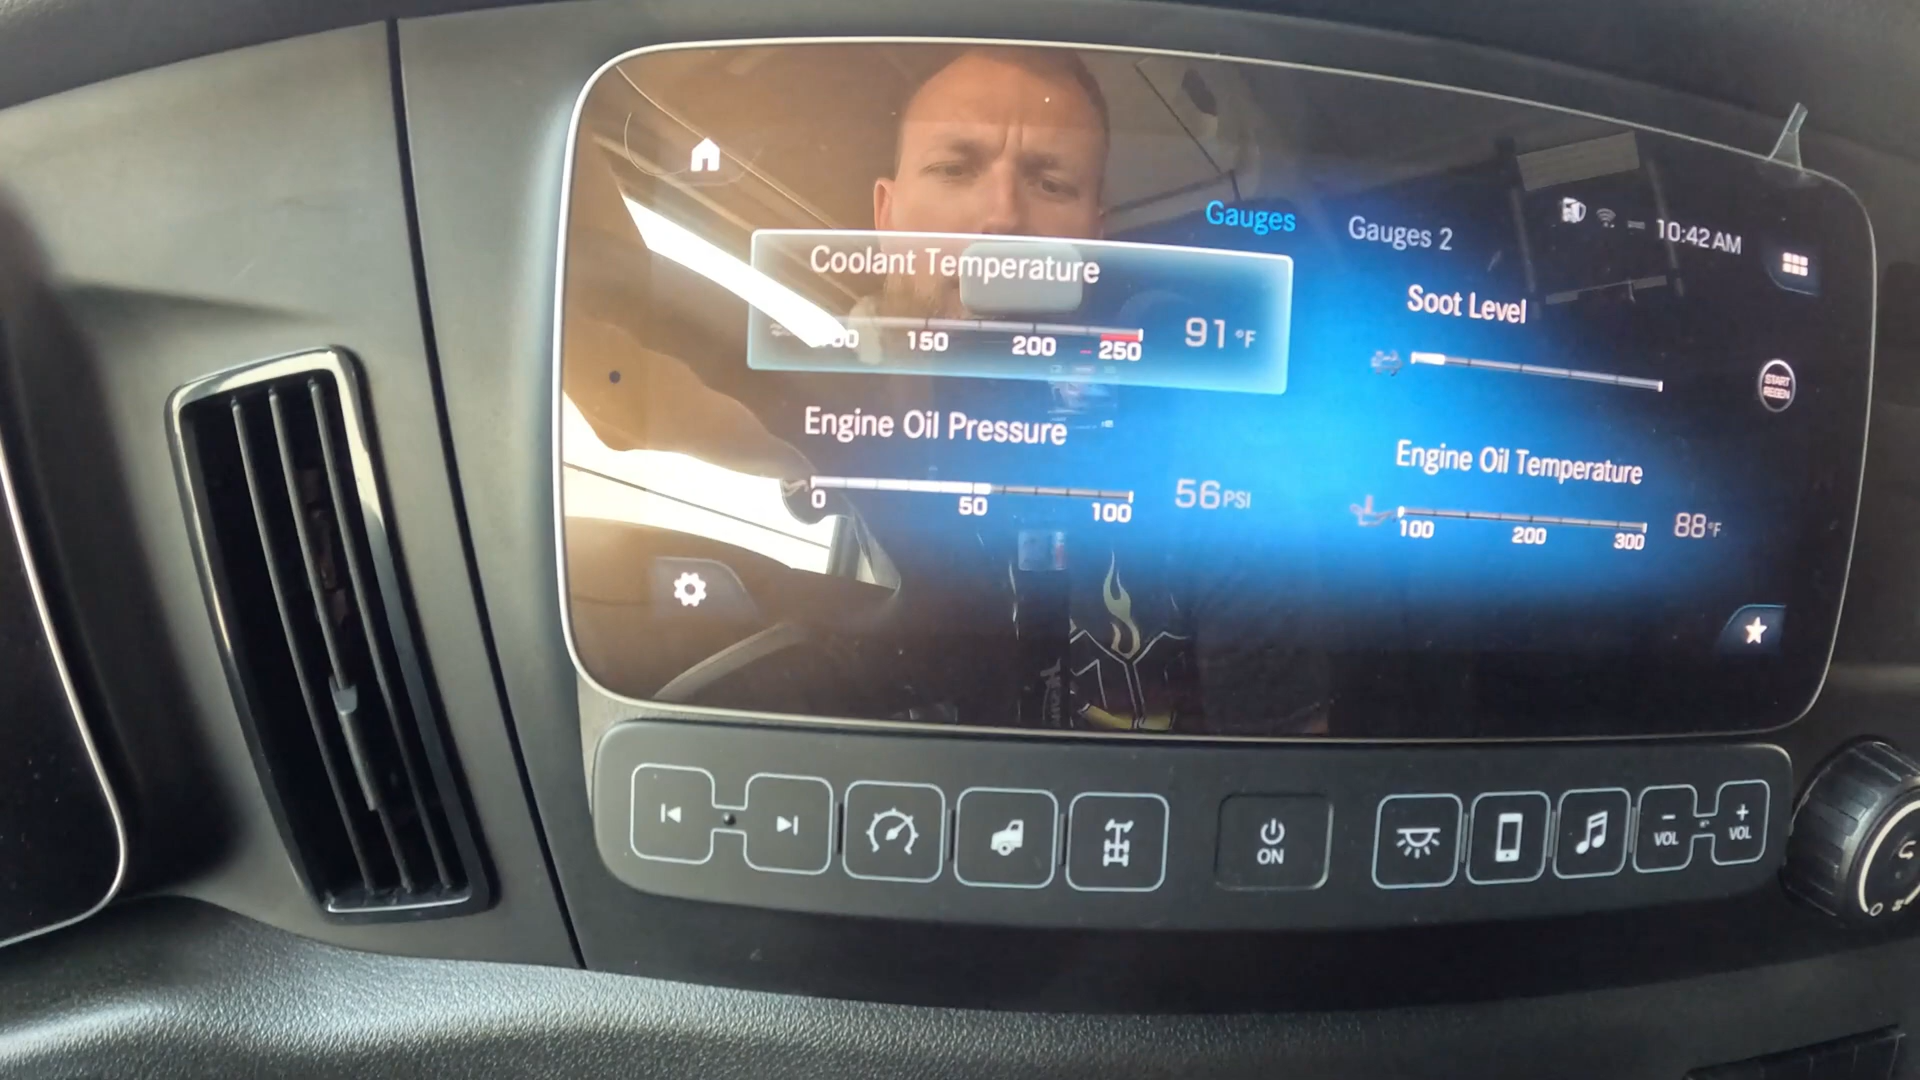 Gauges
Gauges 2
10:42 AM
Coolant Temperature
150 200 250
91 °F
Soot Level
START REGEN
Engine Oil Pressure
0 50 100
56 PSI
Engine Oil Temperature
100 200 300
88 °F
ON
- VOL
+ VOL